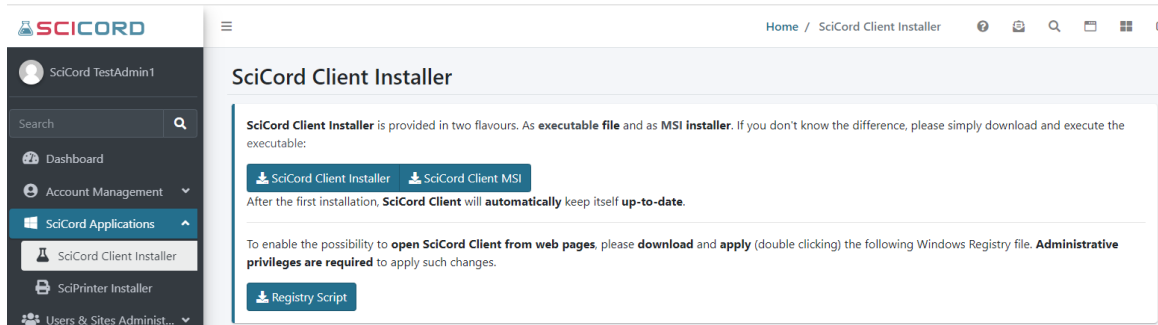 SCICORD
Home / SciCord Client Installer
SciCord TestAdmin1
Search
Dashboard
Account Management
SciCord Applications
SciCord Client Installer
SciPrinter Installer
Users & Sites Administ...
SciCord Client Installer
SciCord Client Installer is provided in two flavours. As executable file and as MSI installer. If you don't know the difference, please simply download and execute the
executable:
SciCord Client Installer SciCord Client MSI
After the first installation, SciCord Client will automatically keep itself up-to-date.
To enable the possibility to open SciCord Client from web pages, please download and apply (double clicking) the following Windows Registry file. Administrative
privileges are required to apply such changes.
Registry Script